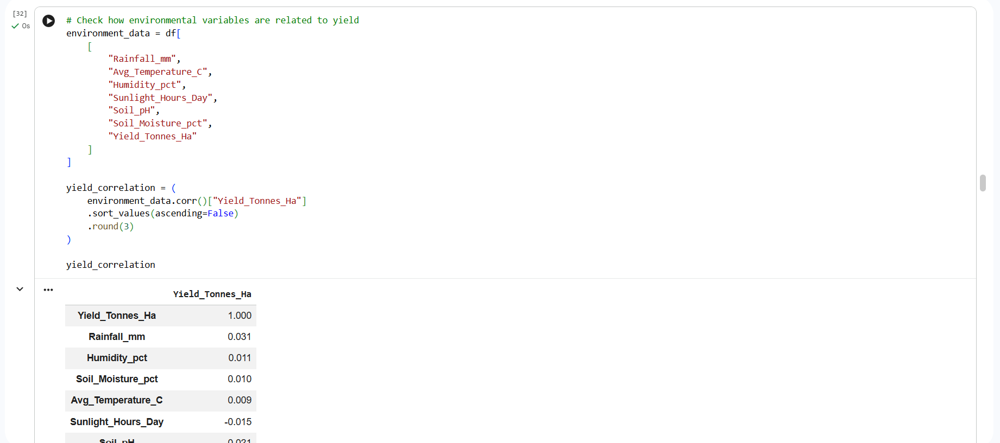 [32]
0s
# Check how environmental variables are related to yield
environment_data = df[
    [
        "Rainfall_mm",
        "Avg_Temperature_C",
        "Humidity_pct",
        "Sunlight_Hours_Day",
        "Soil_pH",
        "Soil_Moisture_pct",
        "Yield_Tonnes_Ha"
    ]
]

yield_correlation = (
    environment_data.corr()["Yield_Tonnes_Ha"]
    .sort_values(ascending=False)
    .round(3)
)

yield_correlation
Yield_Tonnes_Ha
Yield_Tonnes_Ha 1.000
Rainfall_mm 0.031
Humidity_pct 0.011
Soil_Moisture_pct 0.010
Avg_Temperature_C 0.009
Sunlight_Hours_Day -0.015
Soil_pH